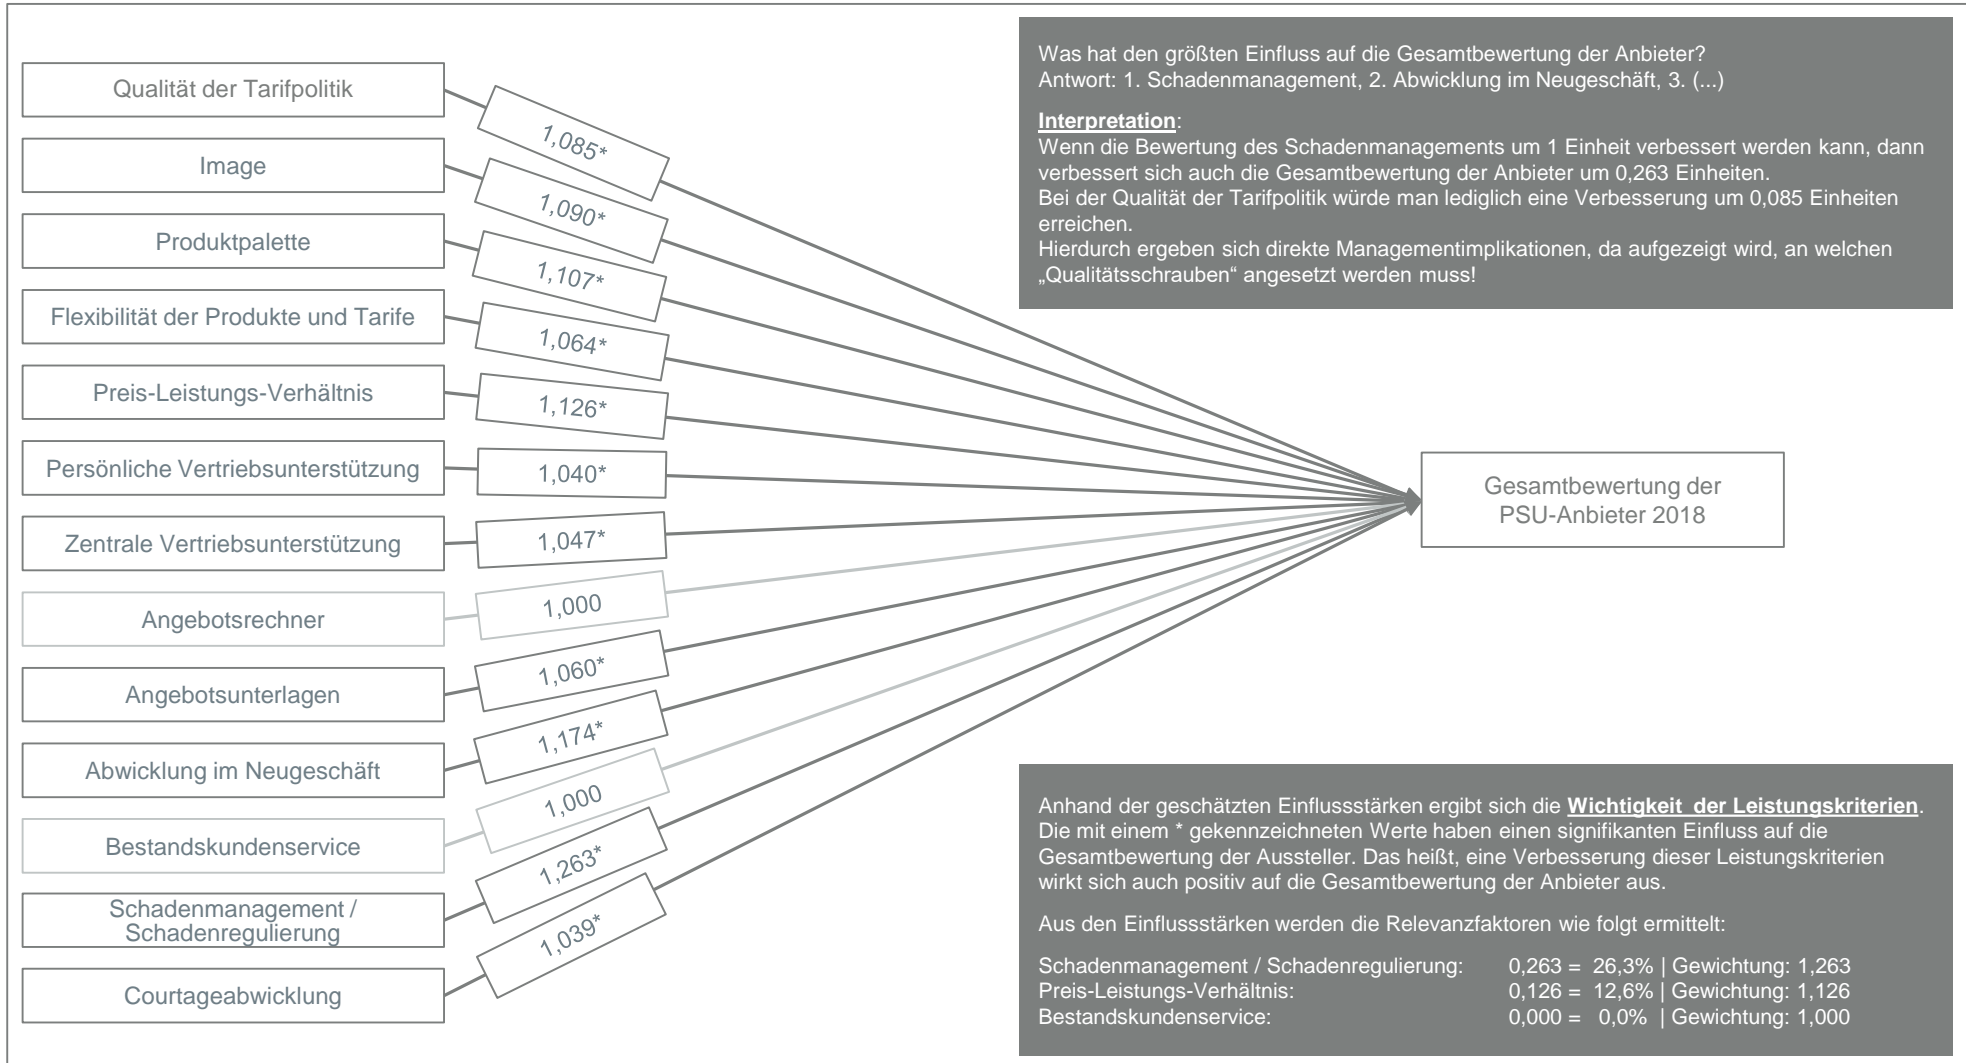 Qualität der Tarifpolitik
1,085*
Image
1,090*
Produktpalette
1,107*
Flexibilität der Produkte und Tarife
1,064*
Preis-Leistungs-Verhältnis
1,126*
Persönliche Vertriebsunterstützung
1,040*
Zentrale Vertriebsunterstützung
1,047*
Angebotsrechner
1,000
Angebotsunterlagen
1,060*
Abwicklung im Neugeschäft
1,174*
Bestandskundenservice
1,000
Schadenmanagement /
Schadenregulierung
1,263*
Courtageabwicklung
1,039*
Gesamtbewertung der
PSU-Anbieter 2018
Was hat den größten Einfluss auf die Gesamtbewertung der Anbieter?
Antwort: 1. Schadenmanagement, 2. Abwicklung im Neugeschäft, 3. (...)
Interpretation:
Wenn die Bewertung des Schadenmanagements um 1 Einheit verbessert werden kann, dann
verbessert sich auch die Gesamtbewertung der Anbieter um 0,263 Einheiten.
Bei der Qualität der Tarifpolitik würde man lediglich eine Verbesserung um 0,085 Einheiten
erreichen.
Hierdurch ergeben sich direkte Managementimplikationen, da aufgezeigt wird, an welchen
„Qualitätsschrauben“ angesetzt werden muss!
Anhand der geschätzten Einflussstärken ergibt sich die Wichtigkeit der Leistungskriterien.
Die mit einem * gekennzeichneten Werte haben einen signifikanten Einfluss auf die
Gesamtbewertung der Aussteller. Das heißt, eine Verbesserung dieser Leistungskriterien
wirkt sich auch positiv auf die Gesamtbewertung der Anbieter aus.
Aus den Einflussstärken werden die Relevanzfaktoren wie folgt ermittelt:
Schadenmanagement / Schadenregulierung: 0,263 = 26,3% | Gewichtung: 1,263
Preis-Leistungs-Verhältnis: 0,126 = 12,6% | Gewichtung: 1,126
Bestandskundenservice: 0,000 = 0,0% | Gewichtung: 1,000